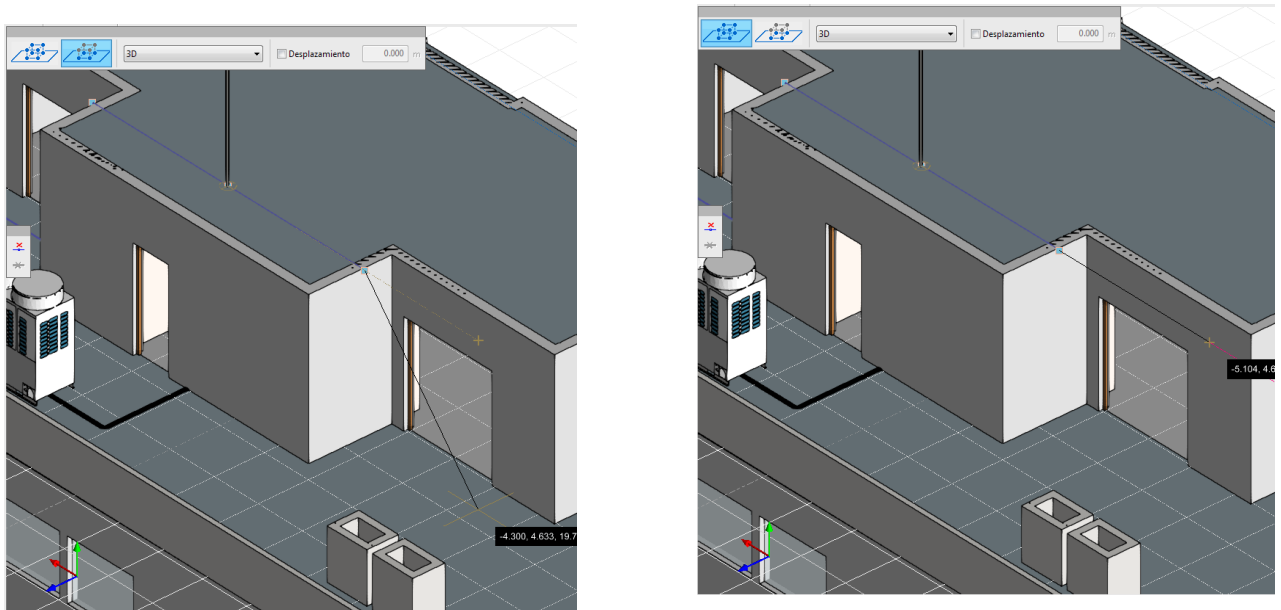 3D
Desplazamiento
0.000 m
-4.300, 4.633, 19.7
3D
Desplazamiento
0.000 m
-5.104, 4.6